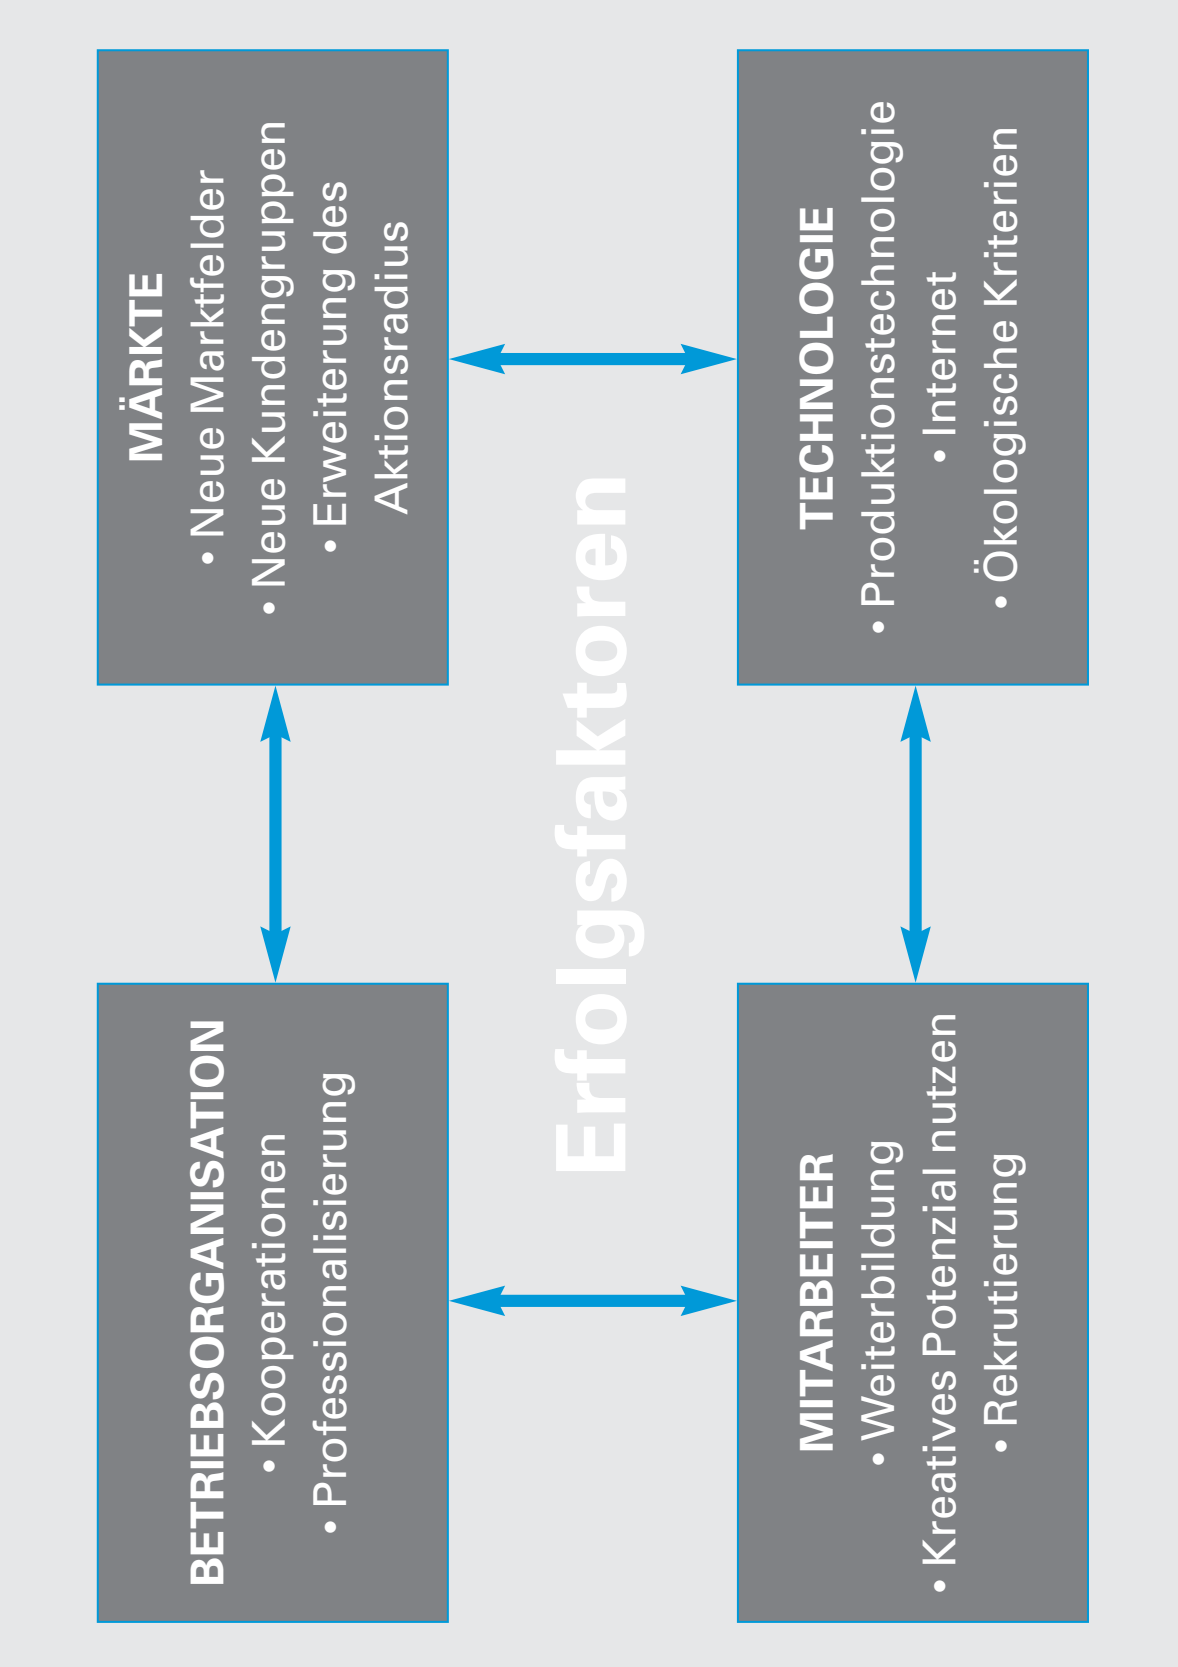 BETRIEBSORGANISATION
• Kooperationen
• Professionalisierung
MÄRKTE
• Neue Marktfelder
• Neue Kundengruppen
• Erweiterung des
Aktionsradius
Erfolgsfaktoren
MITARBEITER
• Weiterbildung
• Kreatives Potenzial nutzen
• Rekrutierung
TECHNOLOGIE
• Produktionstechnologie
• Internet
• Ökologische Kriterien